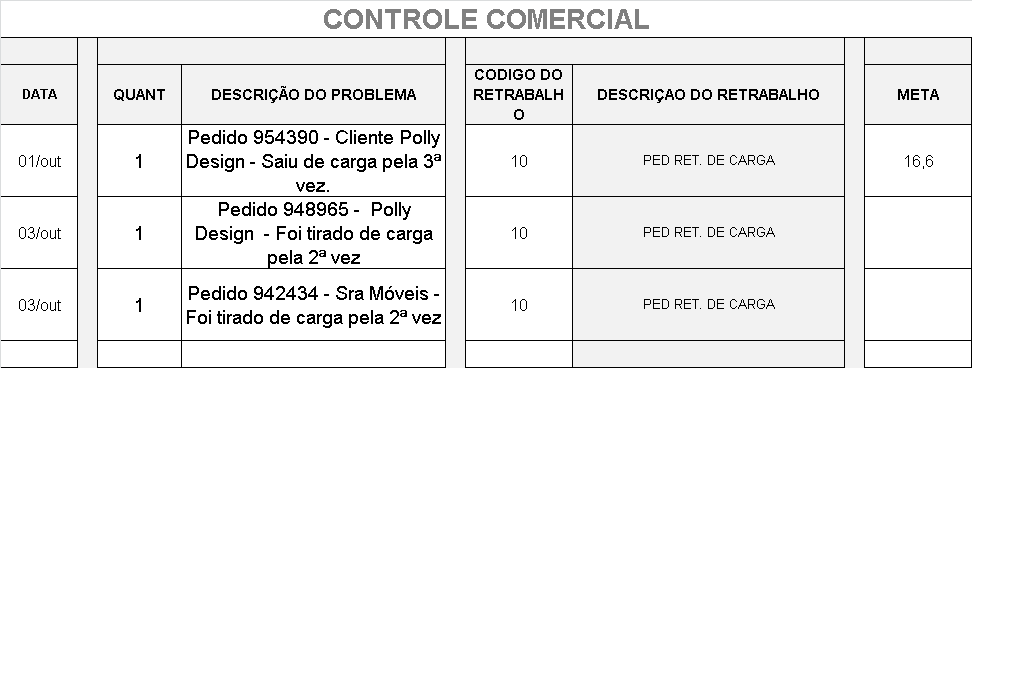 CONTROLE COMERCIAL
DATA
QUANT
DESCRIÇÃO DO PROBLEMA
CODIGO DO
RETRABALH
O
DESCRIÇAO DO RETRABALHO
META
01/out
1
Pedido 954390 - Cliente Polly
Design - Saiu de carga pela 3ª
vez.
10
PED RET. DE CARGA
16,6
03/out
1
Pedido 948965 -  Polly
Design  - Foi tirado de carga
pela 2ª vez
10
PED RET. DE CARGA
03/out
1
Pedido 942434 - Sra Móveis -
Foi tirado de carga pela 2ª vez
10
PED RET. DE CARGA